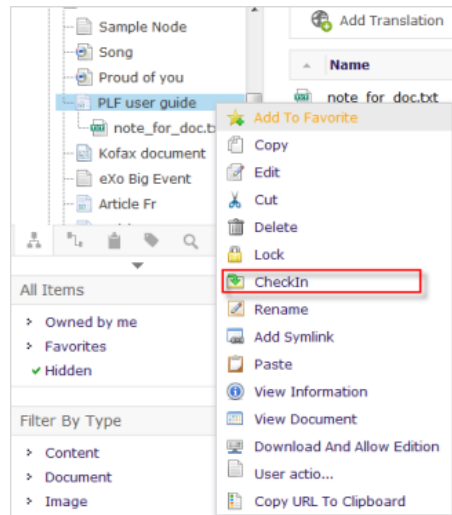 Sample Node
Song
Proud of you
PLF user guide
note_for_doc.t
Kofax document
eXo Big Event
Article Fr
All Items
Owned by me
Favorites
Hidden
Filter By Type
Content
Document
Image
Add Translation
Name
note_for_doc.txt
Add To Favorite
Copy
Edit
Cut
Delete
Lock
CheckIn
Rename
Add Symlink
Paste
View Information
View Document
Download And Allow Edition
User actio...
Copy URL To Clipboard